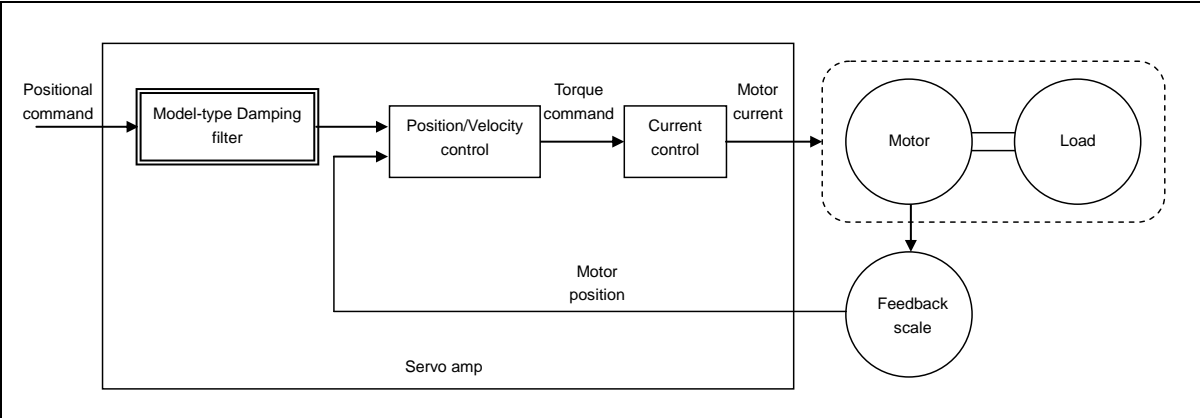 Positional
command
Model-type Damping
filter
Position/Velocity
control
Torque
command
Current
control
Motor
current
Motor
Load
Motor
position
Feedback
scale
Servo amp